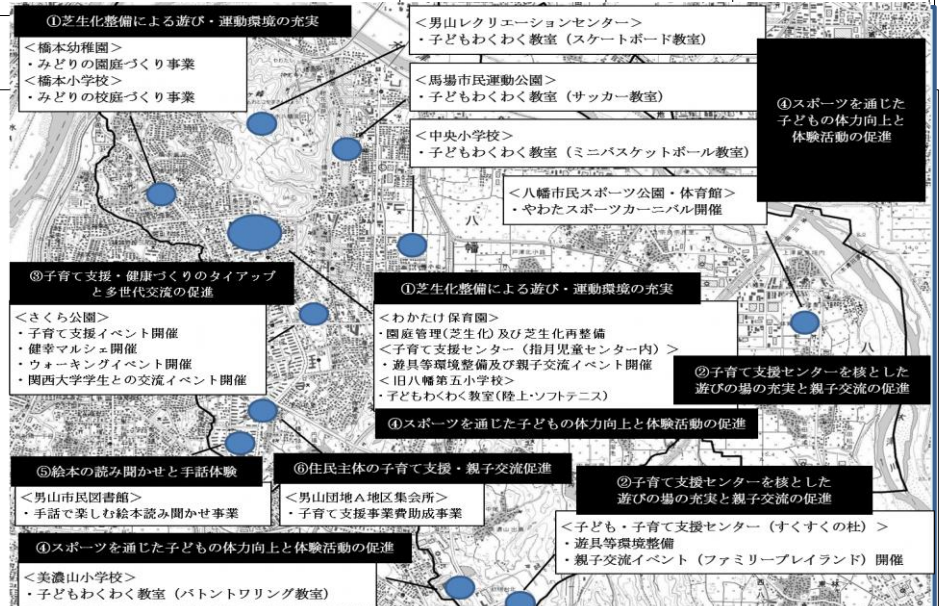 ①芝生化整備による遊び・運動環境の充実
＜橋本幼稚園＞
・みどりの園庭づくり事業
＜橋本小学校＞
・みどりの校庭づくり事業
＜男山レクリエーションセンター＞
・子どもわくわく教室（スケートボード教室）
＜馬場市民運動公園＞
・子どもわくわく教室（サッカー教室）
＜中央小学校＞
・子どもわくわく教室（ミニバスケットボール教室）
④スポーツを通じた
子どもの体力向上と
体験活動の促進
＜八幡市民スポーツ公園・体育館＞
・やわたスポーツカーニバル開催
八
幡
③子育て支援・健康づくりのタイアップ
と多世代交流の促進
＜さくら公園＞
・子育て支援イベント開催
・健幸マルシェ開催
・ウォーキングイベント開催
・関西大学学生との交流イベント開催
①芝生化整備による遊び・運動環境の充実
＜わかたけ保育園＞
・園庭管理(芝生化)及び芝生化再整備
＜子育て支援センター（指月児童センター内）＞
・遊具等環境整備及び親子交流イベント開催
＜旧八幡第五小学校＞
・子どもわくわく教室(陸上・ソフトテニス)
④スポーツを通じた子どもの体力向上と体験活動の促進
②子育て支援センターを核とした
遊びの場の充実と親子交流の促進
⑤絵本の読み聞かせと手話体験
＜男山市民図書館＞
・手話で楽しむ絵本読み聞かせ事業
⑥住民主体の子育て支援・親子交流促進
＜男山団地Ａ地区集会所＞
・子育て支援事業費助成事業
②子育て支援センターを核とした
遊びの場の充実と親子交流の促進
＜子ども・子育て支援センター（すくすくの杜）＞
・遊具等環境整備
・親子交流イベント（ファミリープレイランド）開催
④スポーツを通じた子どもの体力向上と体験活動の促進
＜美濃山小学校＞
・子どもわくわく教室（バトントワリング教室）